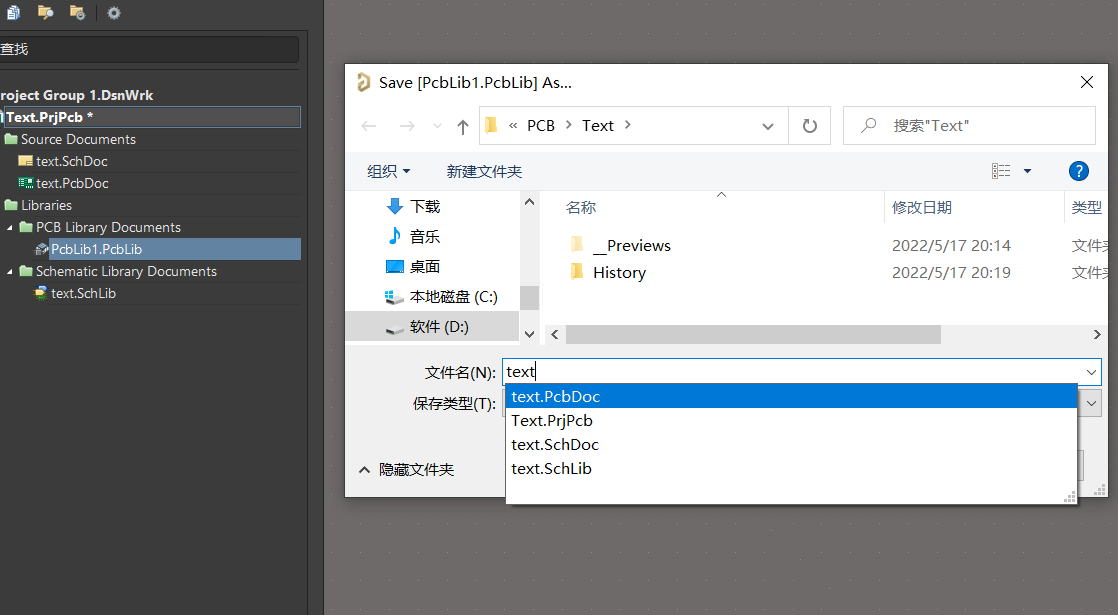 查找
roject Group 1.DsnWrk
Text.PrjPcb *
Source Documents
text.SchDoc
text.PcbDoc
Libraries
PCB Library Documents
PcbLib1.PcbLib
Schematic Library Documents
text.SchLib
Save [PcbLib1.PcbLib] As...
« PCB > Text >
搜索"Text"
组织
新建文件夹
?
下载
音乐
桌面
本地磁盘 (C:)
软件 (D:)
名称 修改日期 类型
__Previews 2022/5/17 20:14 文件夹
History 2022/5/17 20:19 文件夹
文件名(N): text
保存类型(T):
text.PcbDoc
Text.PrjPcb
text.SchDoc
text.SchLib
隐藏文件夹